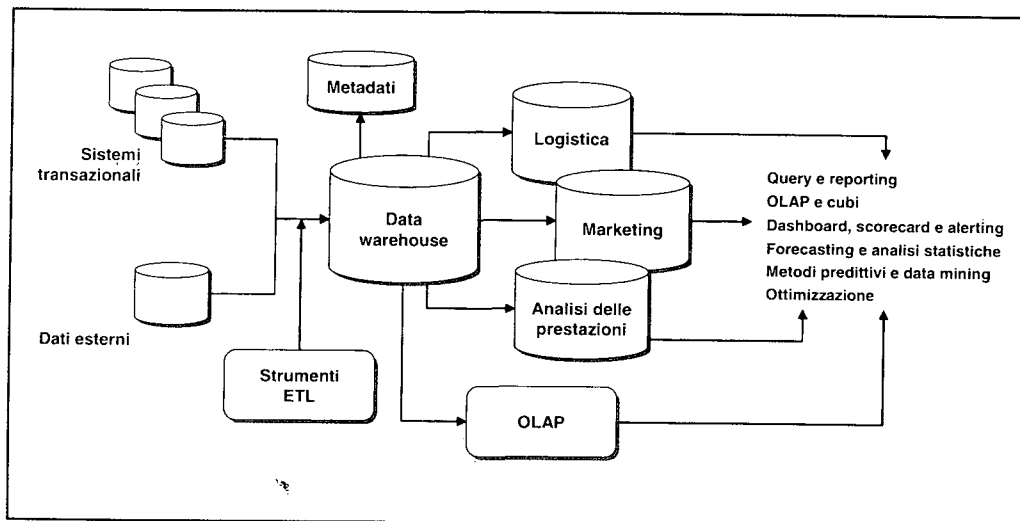 Metadati
Sistemi
transazionali
Dati esterni
Strumenti
ETL
Data
warehouse
Logistica
Marketing
Analisi delle
prestazioni
OLAP
Query e reporting
OLAP e cubi
Dashboard, scorecard e alerting
Forecasting e analisi statistiche
Metodi predittivi e data mining
Ottimizzazione